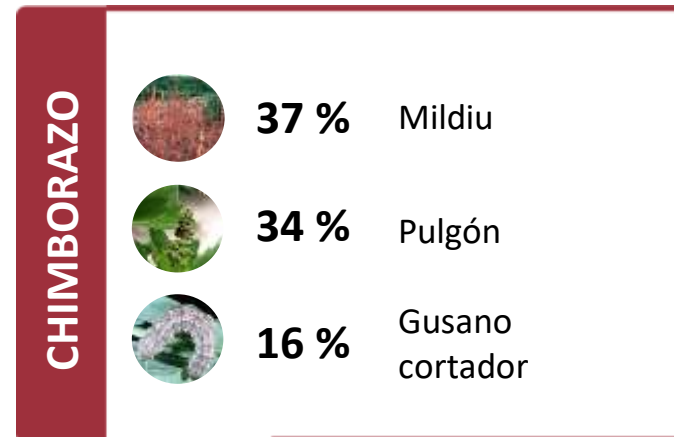 CHIMBORAZO
37 % Mildiu
34 % Pulgón
16 % Gusano
cortador